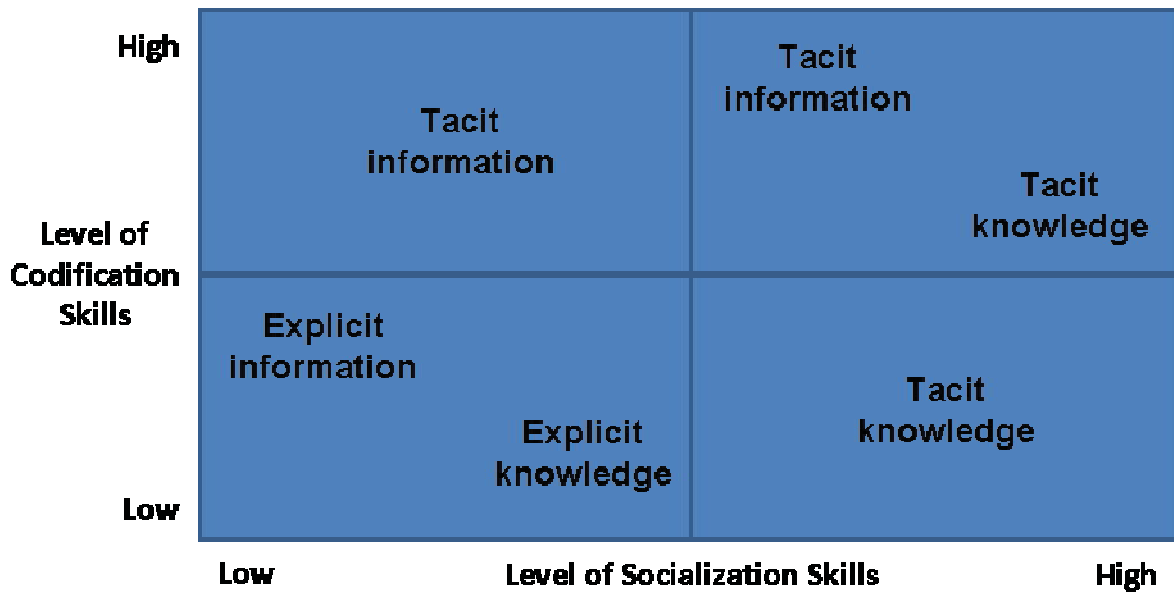 High
Tacit
information
Tacit
information
Tacit
knowledge
Level of
Codification
Skills
Explicit
information
Explicit
knowledge
Tacit
knowledge
Low
Low
Level of Socialization Skills
High